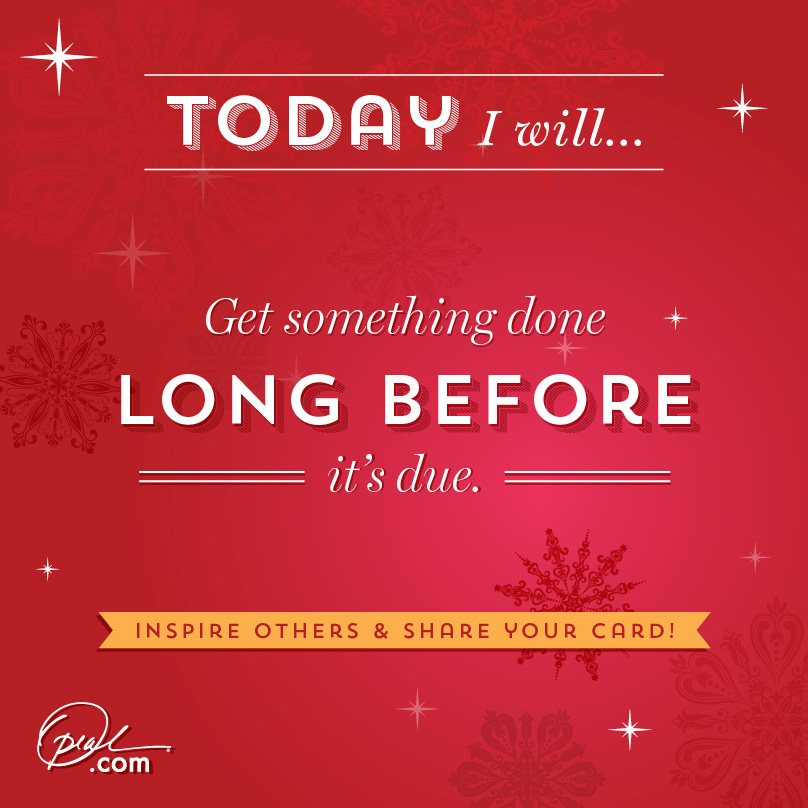 TODAY I will...
Get something done
LONG BEFORE
it's due.
INSPIRE OTHERS & SHARE YOUR CARD!
Oprah
.com